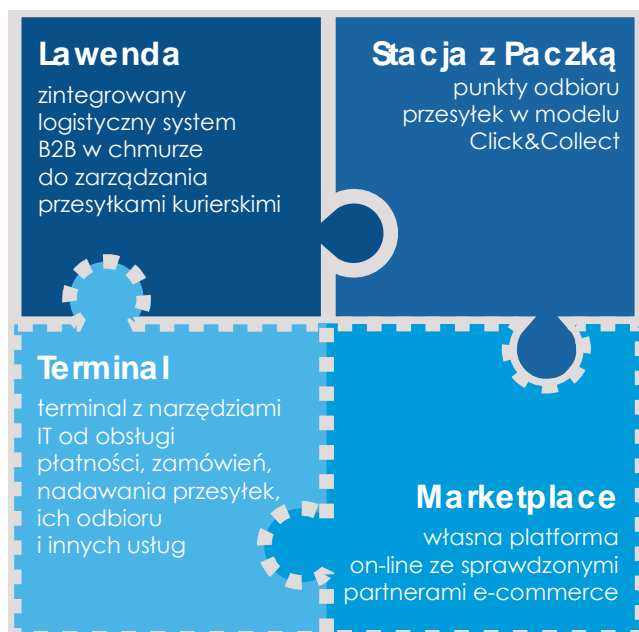 Lawenda
zintegrowany
logistyczny system
B2B w chmurze
do zarządzania
przesyłkami kurierskimi
Stacja z Paczką
punkty odbioru
przesyłek w modelu
Click&Collect
Terminal
terminal z narzędziami
IT od obsługi
płatności, zamówień,
nadawania przesyłek,
ich odbioru
i innych usług
Marketplace
własna platforma
on-line ze sprawdzonymi
partnerami e-commerce